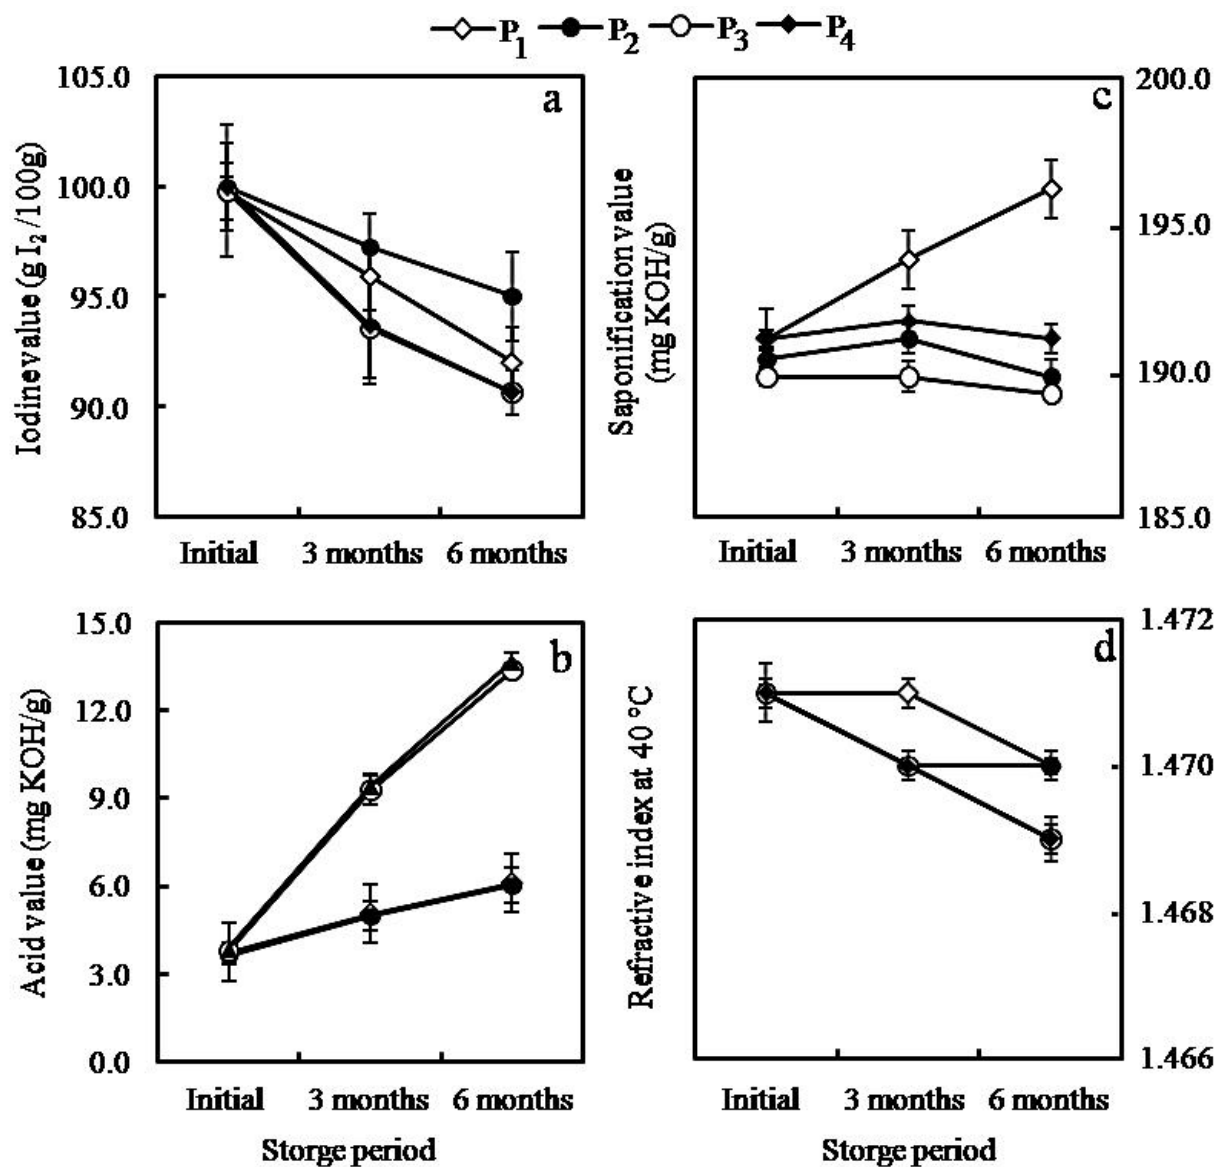 P1 P2 P3 P4
105.0
100.0
95.0
90.0
85.0
Iodinevalue (g I2 /100g)
a
Initial 3 months 6 months
c
200.0
195.0
190.0
185.0
Saponification value
(mg KOH/g)
Initial 3 months 6 months
15.0
12.0
9.0
6.0
3.0
0.0
Acid value (mg KOH/g)
b
Initial 3 months 6 months
Storge period
d
1.472
1.470
1.468
1.466
Refractive index at 40 °C
Initial 3 months 6 months
Storge period